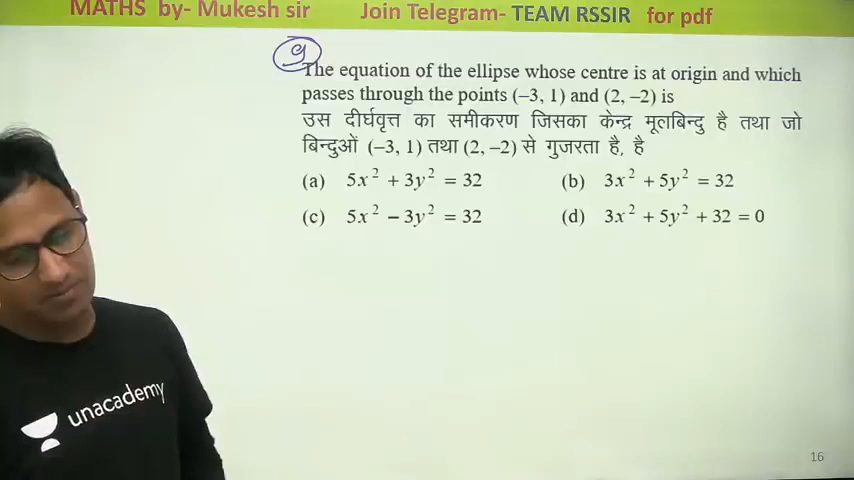 MATHS by- Mukesh sir Join Telegram- TEAM RSSIR for pdf
9
The equation of the ellipse whose centre is at origin and which
passes through the points (–3, 1) and (2, –2) is
उस दीर्घवृत्त का समीकरण जिसका केन्द्र मूलबिन्दु है तथा जो
बिन्दुओं (–3, 1) तथा (2, –2) से गुजरता है, है
(a) 5x² + 3y² = 32 (b) 3x² + 5y² = 32
(c) 5x² – 3y² = 32 (d) 3x² + 5y² + 32 = 0
unacademy
16